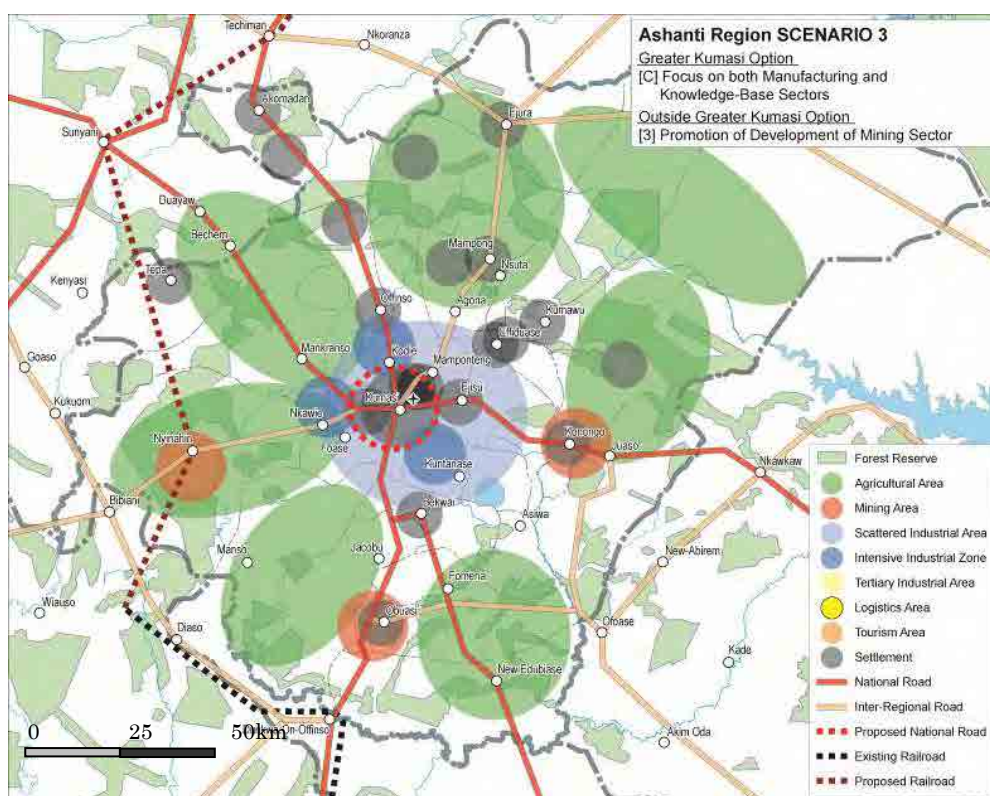 Ashanti Region SCENARIO 3
Greater Kumasi Option
[C] Focus on both Manufacturing and
Knowledge-Base Sectors
Outside Greater Kumasi Option
[3] Promotion of Development of Mining Sector
Techiman
Nkoranza
Akomadan
Ejura
Sunyani
Duayaw
Bechem
Mampong
Nsuta
Tepa
Kenyasi
Offinso
Agona
Kumawu
Effiduase
Goaso
Mankranso
Kodie
Mamponteng
Kukuom
Kumasi
Ejisu
Nkawie
Foase
Nyinahin
Konongo
Juaso
Kuntanase
Nkawkaw
Bibiani
Bekwai
Asiwa
Manso
Jacobu
New-Abirem
Fomena
Wiauso
Obuasi
Diaso
Ofoase
Kade
New Edubiase
On-Offinso
Akim Oda
Forest Reserve
Agricultural Area
Mining Area
Scattered Industrial Area
Intensive Industrial Zone
Tertiary Industrial Area
Logistics Area
Tourism Area
Settlement
National Road
Inter-Regional Road
Proposed National Road
Existing Railroad
Proposed Railroad
0 25 50km